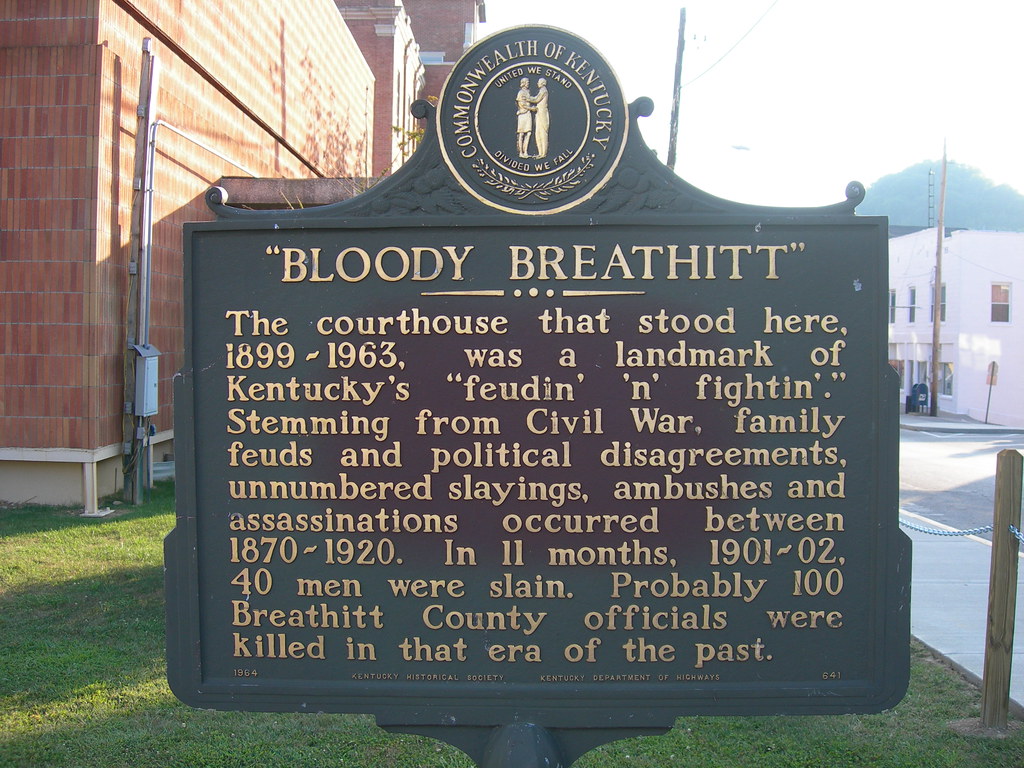 COMMONWEALTH OF KENTUCKY
UNITED WE STAND
DIVIDED WE FALL
"BLOODY BREATHITT"
The courthouse that stood here,
1899~1963, was a landmark of
Kentucky's "feudin' 'n' fightin'."
Stemming from Civil War, family
feuds and political disagreements,
unnumbered slayings, ambushes and
assassinations occurred between
1870~1920. In 11 months, 1901~02,
40 men were slain. Probably 100
Breathitt County officials were
killed in that era of the past.
1964 KENTUCKY HISTORICAL SOCIETY KENTUCKY DEPARTMENT OF HIGHWAYS 641